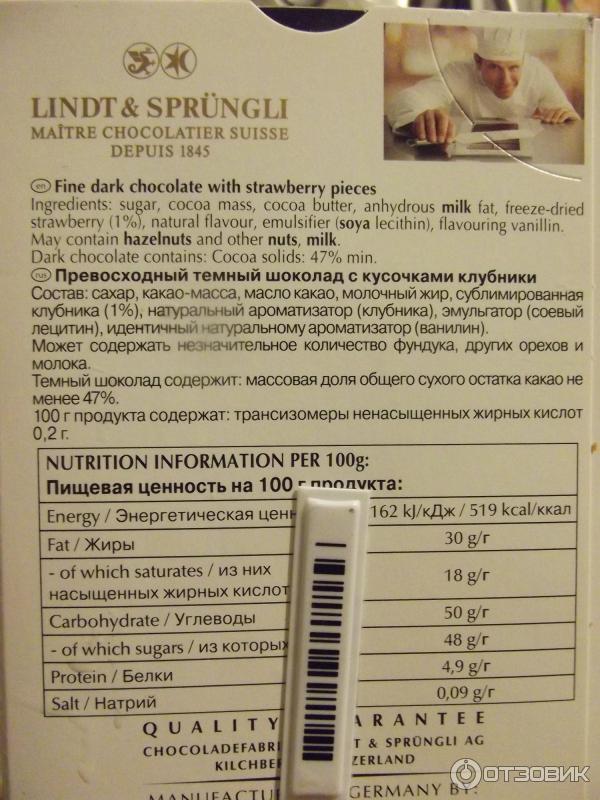 LINDT & SPRÜNGLI
MAÎTRE CHOCOLATIER SUISSE
DEPUIS 1845
en Fine dark chocolate with strawberry pieces
Ingredients: sugar, cocoa mass, cocoa butter, anhydrous milk fat, freeze-dried
strawberry (1%), natural flavour, emulsifier (soya lecithin), flavouring vanillin.
May contain hazelnuts and other nuts, milk.
Dark chocolate contains: Cocoa solids: 47% min.
rus Превосходный темный шоколад с кусочками клубники
Состав: сахар, какао-масса, масло какао, молочный жир, сублимированная
клубника (1%), натуральный ароматизатор (клубника), эмульгатор (соевый
лецитин), идентичный натуральному ароматизатор (ванилин).
Может содержать незначительное количество фундука, других орехов и
молока.
Темный шоколад содержит: массовая доля общего сухого остатка какао не
менее 47%.
100 г продукта содержат: трансизомеры ненасыщенных жирных кислот
0,2 г.
NUTRITION INFORMATION PER 100g:
Пищевая ценность на 100 г продукта:
Energy / Энергетическая ценн 162 kJ/кДж / 519 kcal/ккал
Fat / Жиры 30 g/г
- of which saturates / из них
насыщенных жирных кислот 18 g/г
Carbohydrate / Углеводы 50 g/г
- of which sugars / из которых 48 g/г
Protein / Белки 4,9 g/г
Salt / Натрий 0,09 g/г
QUALITY ARANTEE
CHOCOLADEFABRI T & SPRÜNGLI AG
KILCHBE ZERLAND
MANUFACTUR GERMANY BY:
ОТЗОВИК